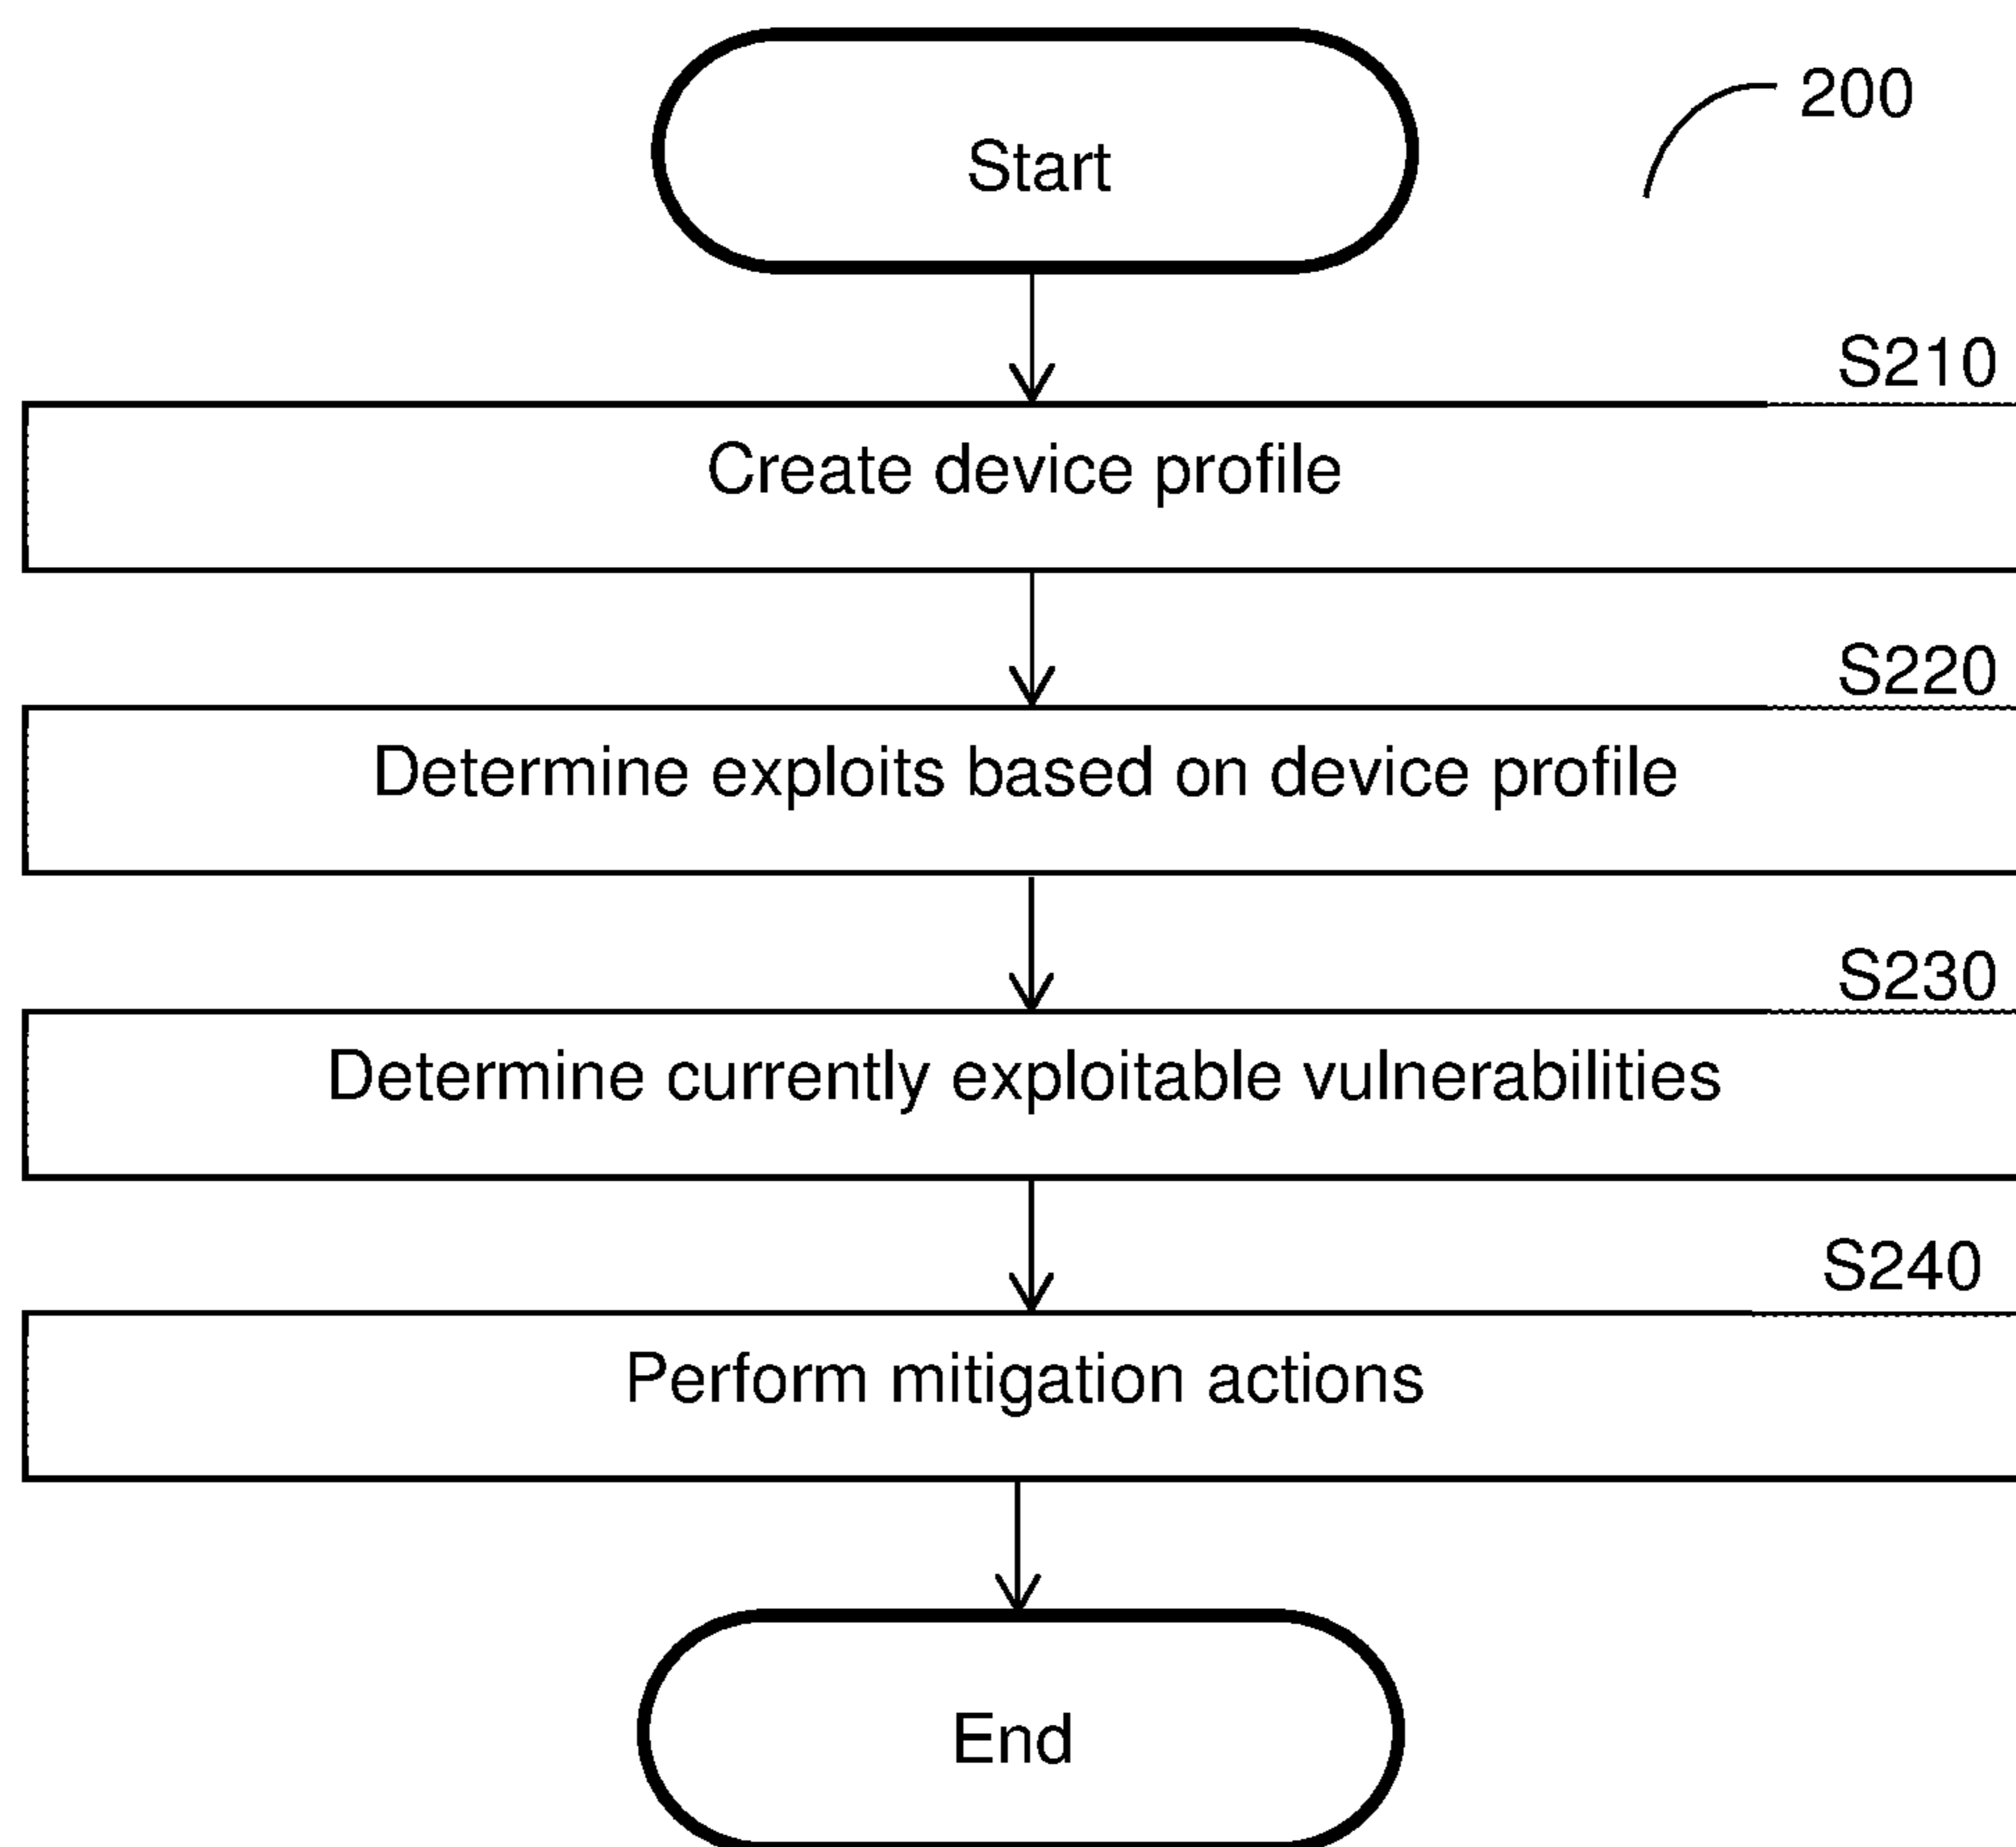 Start
200
S210
Create device profile
S220
Determine exploits based on device profile
S230
Determine currently exploitable vulnerabilities
S240
Perform mitigation actions
End